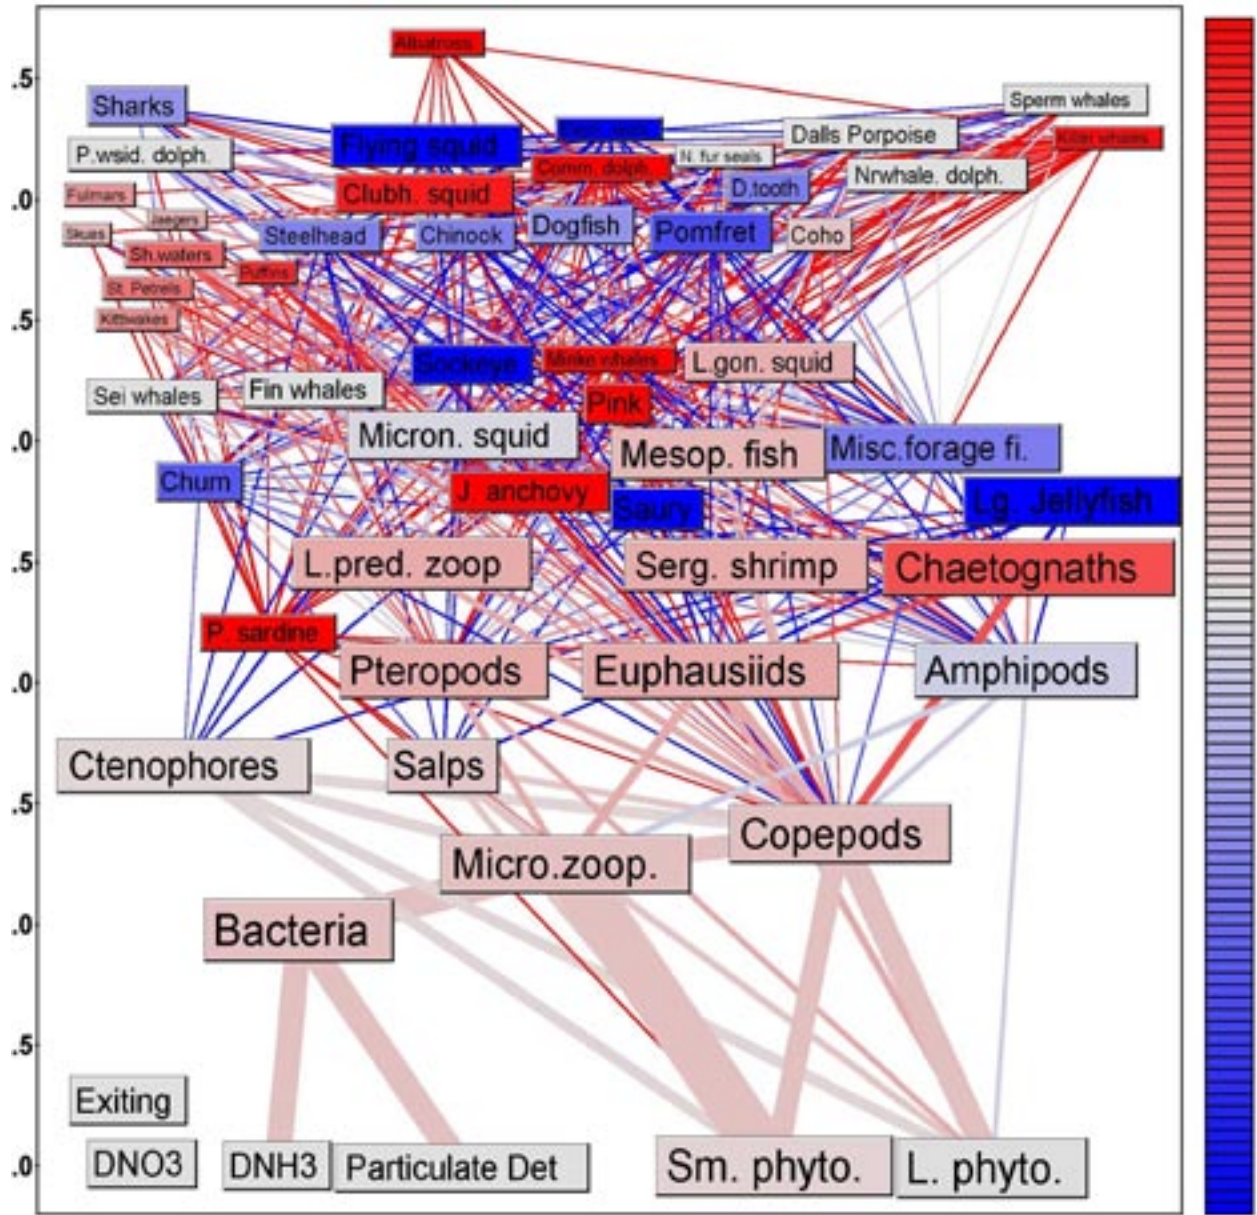 Albatross
.5
Sharks
Sperm whales
Flying squid
Dalls Porpoise
Killer whales
P.wsid. dolph.
N. fur seals
Comm. dolph.
Nrwhale. dolph.
.0
Fulmars
Clubh. squid
D.tooth
Jaegers
Skuas
Steelhead
Chinook
Dogfish
Pomfret
Coho
Sh.waters
Puffins
St. Petrels
Kittiwakes
.5
Sockeye
Minke whales
L.gon. squid
Sei whales
Fin whales
Pink
.0
Micron. squid
Mesop. fish
Misc.forage fi.
Chum
J. anchovy
Saury
Lg. Jellyfish
.5
L.pred. zoop
Serg. shrimp
Chaetognaths
P. sardine
.0
Pteropods
Euphausiids
Amphipods
Ctenophores
Salps
.5
Copepods
Micro.zoop.
.0
Bacteria
.5
Exiting
.0
DNO3
DNH3
Particulate Det
Sm. phyto.
L. phyto.